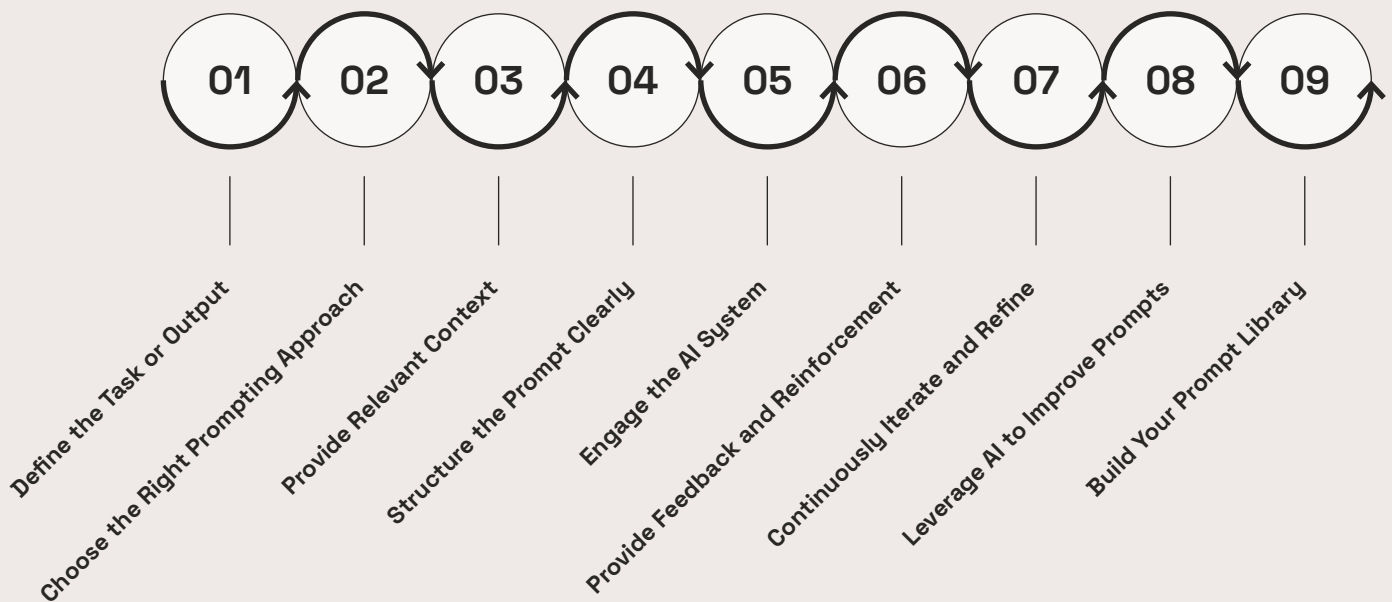 01
02
03
04
05
06
07
08
09
Define the Task or Output
Choose the Right Prompting Approach
Provide Relevant Context
Structure the Prompt Clearly
Engage the AI System
Provide Feedback and Reinforcement
Continuously Iterate and Refine
Leverage AI to Improve Prompts
Build Your Prompt Library